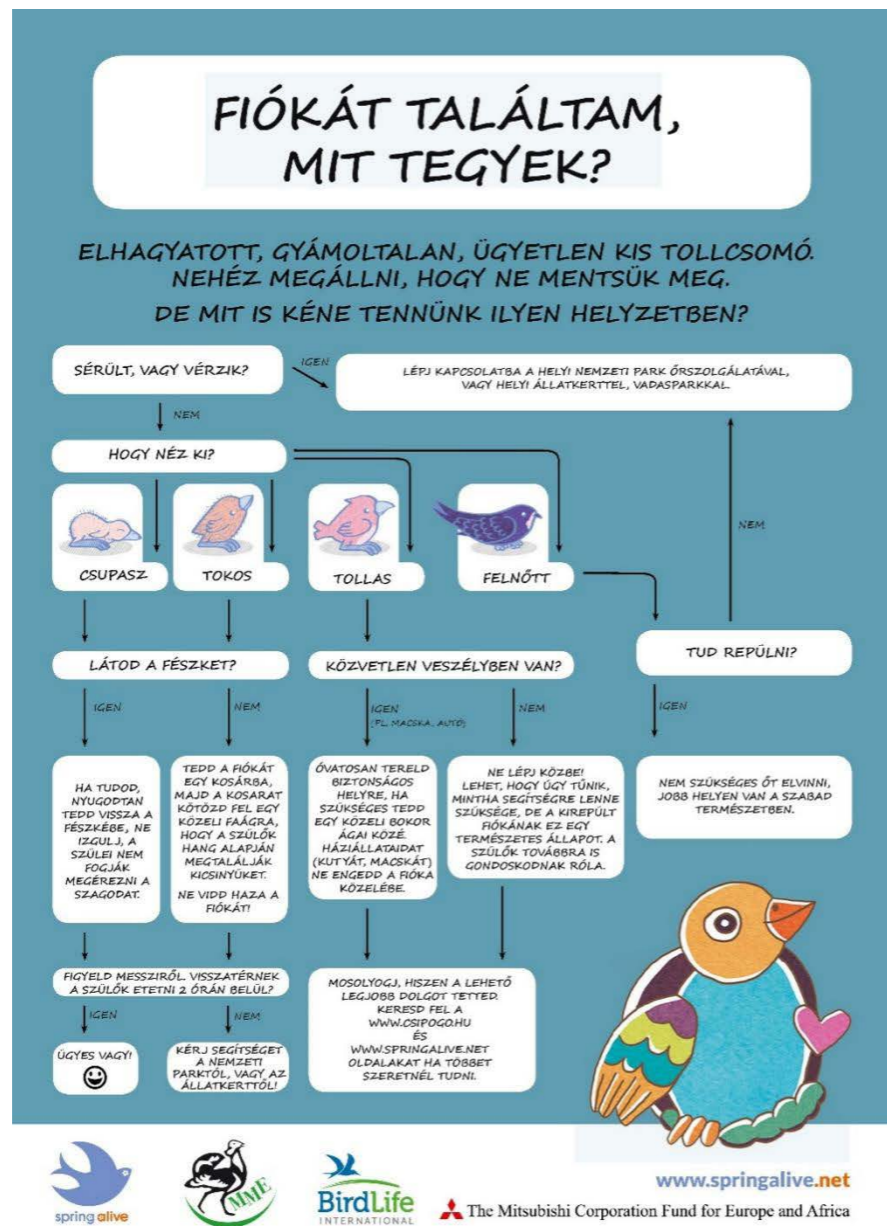 FIÓKÁT TALÁLTAM,
MIT TEGYEK?
ELHAGYATOTT, GYÁMOLTALAN, ÜGYETLEN KIS TOLLCSOMÓ.
NEHÉZ MEGÁLLNI, HOGY NE MENTSÜK MEG.
DE MIT IS KÉNE TENNÜNK ILYEN HELYZETBEN?
SÉRÜLT, VAGY VÉRZIK?
IGEN
LÉPJ KAPCSOLATBA A HELYI NEMZETI PARK ŐRSZOLGÁLATÁVAL,
VAGY HELYI ÁLLATKERTTEL, VADASPARKKAL.
NEM
HOGY NÉZ KI?
NEM
CSUPASZ
TOKOS
TOLLAS
FELNŐTT
LÁTOD A FÉSZKET?
KÖZVETLEN VESZÉLYBEN VAN?
TUD REPÜLNI?
IGEN
NEM
IGEN
(PL. MACSKA, AUTÓ)
NEM
IGEN
HA TUDOD,
NYUGODTAN
TEDD VISSZA A
FÉSZKÉBE, NE
IZGULJ, A
SZÜLEI NEM
FOGJÁK
MEGÉREZNI A
SZAGODAT.
TEDD A FIÓKÁT
EGY KOSÁRBA,
MAJD A KOSARAT
KÖTÖZD FEL EGY
KÖZELI FAÁGRA,
HOGY A SZÜLŐK
HANG ALAPJÁN
MEGTALÁLJÁK
KICSINYÜKET.
NE VIDD HAZA A
FIÓKÁT!
ÓVATOSAN TERELD
BIZTONSÁGOS
HELYRE, HA
SZÜKSÉGES TEDD
EGY KÖZELI BOKOR
ÁGAI KÖZÉ.
HÁZIÁLLATAIDAT
(KUTYÁT, MACSKÁT)
NE ENGEDD A FIÓKA
KÖZELÉBE.
NE LÉPJ KÖZBE!
LEHET, HOGY ÚGY TŰNIK,
MINTHA SEGÍTSÉGRE LENNE
SZÜKSÉGE, DE A KIREPÜLT
FIÓKÁNAK EZ EGY
TERMÉSZETES ÁLLAPOT. A
SZÜLŐK TOVÁBBRA IS
GONDOSKODNAK RÓLA.
NEM SZÜKSÉGES ŐT ELVINNI,
JOBB HELYEN VAN A SZABAD
TERMÉSZETBEN.
FIGYELD MESSZIRŐL. VISSZATÉRNEK
A SZÜLŐK ETETNI 2 ÓRÁN BELÜL?
IGEN
NEM
ÜGYES VAGY!
KÉRJ SEGÍTSÉGET
A NEMZETI
PARKTÓL, VAGY AZ
ÁLLATKERTTŐL!
MOSOLYOGJ, HISZEN A LEHETŐ
LEGJOBB DOLGOT TETTED.
KERESD FEL A
WWW.CSIPOGO.HU
ÉS
WWW.SPRINGALIVE.NET
OLDALAKAT HA TÖBBET
SZERETNÉL TUDNI.
www.springalive.net
spring alive
MME
BirdLife
INTERNATIONAL
The Mitsubishi Corporation Fund for Europe and Africa